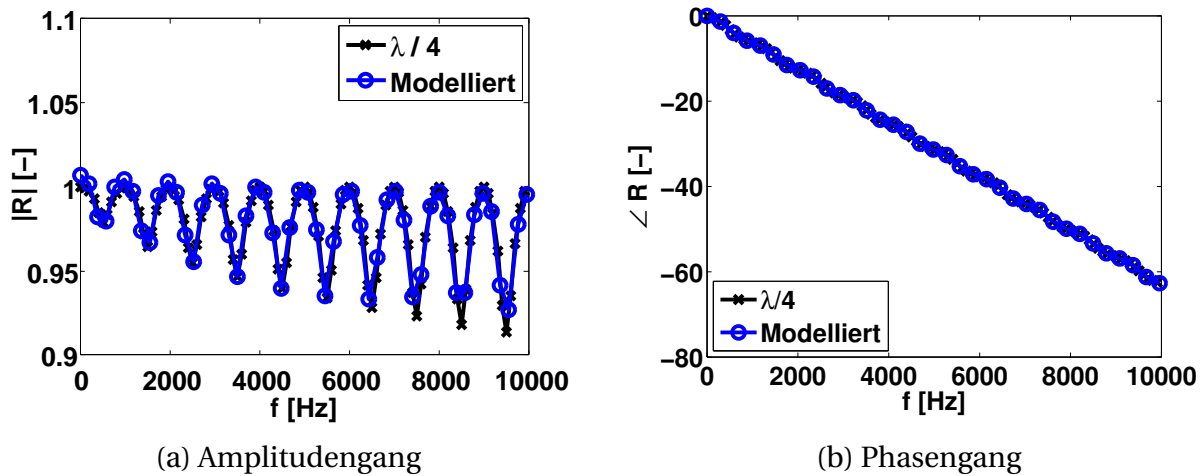 1.1
1.05
1
0.95
0.9
|R| [−]
λ / 4
Modelliert
0 2000 4000 6000 8000 10000
f [Hz]
(a) Amplitudengang
0
−20
−40
−60
−80
∠ R [−]
λ/4
Modelliert
0 2000 4000 6000 8000 10000
f [Hz]
(b) Phasengang